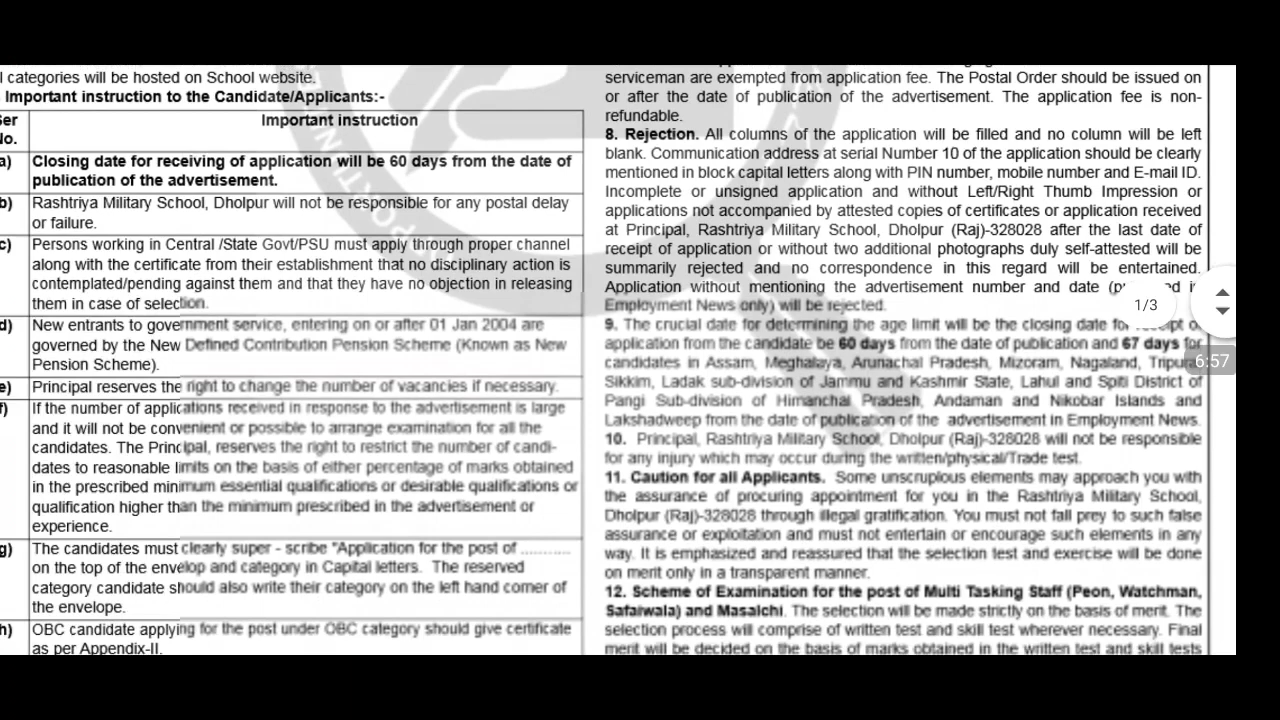 l categories will be hosted on School website.
Important instruction to the Candidate/Applicants:-
Ser No. Important instruction
a) Closing date for receiving of application will be 60 days from the date of
publication of the advertisement.
b) Rashtriya Military School, Dholpur will not be responsible for any postal delay
or failure.
c) Persons working in Central /State Govt/PSU must apply through proper channel
along with the certificate from their establishment that no disciplinary action is
contemplated/pending against them and that they have no objection in releasing
them in case of selection.
d) New entrants to government service, entering on or after 01 Jan 2004 are
governed by the New Defined Contribution Pension Scheme (Known as New
Pension Scheme).
e) Principal reserves the right to change the number of vacancies if necessary.
f) If the number of applications received in response to the advertisement is large
and it will not be convenient or possible to arrange examination for all the
candidates. The Principal, reserves the right to restrict the number of candi-
dates to reasonable limits on the basis of either percentage of marks obtained
in the prescribed minimum essential qualifications or desirable qualifications or
qualification higher than the minimum prescribed in the advertisement or
experience.
g) The candidates must clearly super - scribe "Application for the post of ............
on the top of the envelop and category in Capital letters. The reserved
category candidate should also write their category on the left hand corner of
the envelope.
h) OBC candidate applying for the post under OBC category should give certificate
as per Appendix-II.
serviceman are exempted from application fee. The Postal Order should be issued on
or after the date of publication of the advertisement. The application fee is non-
refundable.
8. Rejection. All columns of the application will be filled and no column will be left
blank. Communication address at serial Number 10 of the application should be clearly
mentioned in block capital letters along with PIN number, mobile number and E-mail ID.
Incomplete or unsigned application and without Left/Right Thumb Impression or
applications not accompanied by attested copies of certificates or application received
at Principal, Rashtriya Military School, Dholpur (Raj)-328028 after the last date of
receipt of application or without two additional photographs duly self-attested will be
summarily rejected and no correspondence in this regard will be entertained.
Application without mentioning the advertisement number and date
Employment News only) will be rejected.
9. The crucial date for determining the age limit will be the closing date for
application from the candidate be 60 days from the date of publication and 67 days for
candidates in Assam, Meghalaya, Arunachal Pradesh, Mizoram, Nagaland, Tripura
Sikkim, Ladak sub-division of Jammu and Kashmir State, Lahul and Spiti District of
Pangi Sub-division of Himanchal Pradesh, Andaman and Nikobar Islands and
Lakshadweep from the date of publication of the advertisement in Employment News.
10. Principal, Rashtriya Military School, Dholpur (Raj)-328028 will not be responsible
for any injury which may occur during the written/physical/Trade test.
11. Caution for all Applicants. Some unscruplous elements may approach you with
the assurance of procuring appointment for you in the Rashtriya Military School,
Dholpur (Raj)-328028 through illegal gratification. You must not fall prey to such false
assurance or exploitation and must not entertain or encourage such elements in any
way. It is emphasized and reassured that the selection test and exercise will be done
on merit only in a transparent manner.
12. Scheme of Examination for the post of Multi Tasking Staff (Peon, Watchman,
Safaiwala) and Masalchi. The selection will be made strictly on the basis of merit. The
selection process will comprise of written test and skill test wherever necessary. Final
merit will be decided on the basis of marks obtained in the written test and skill tests
1/3
6:57